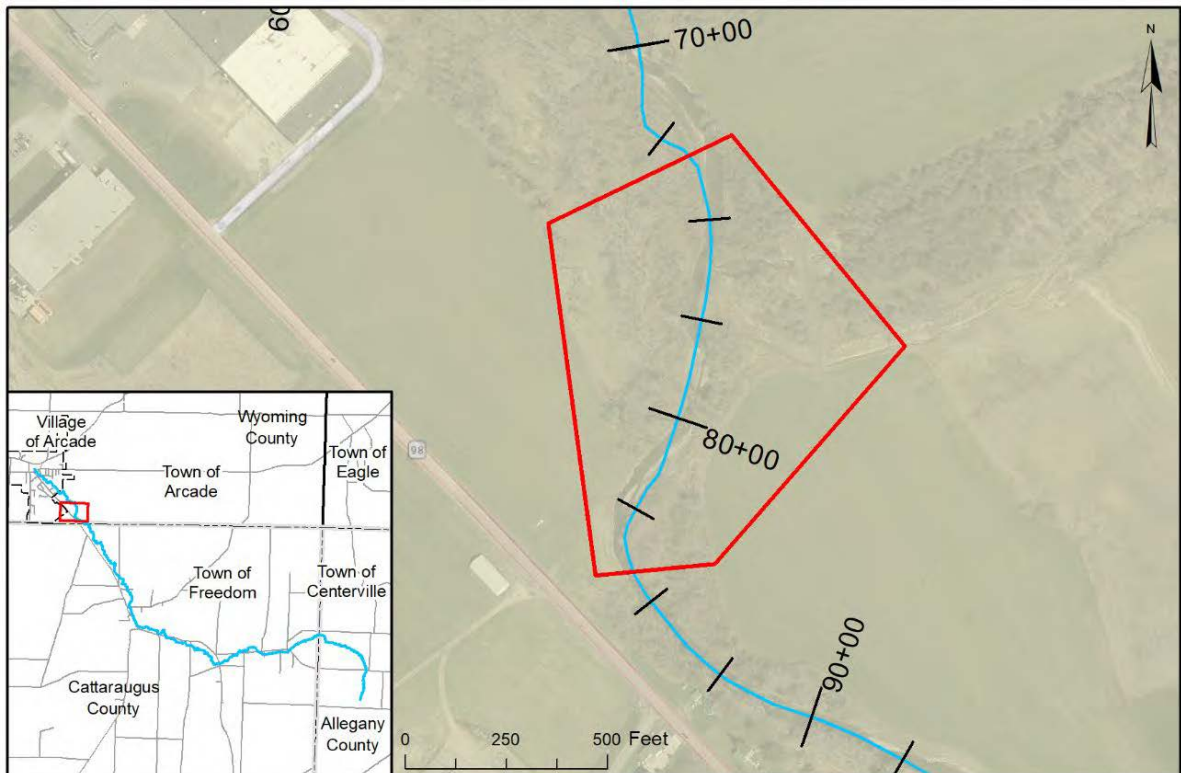 60
70+00
N
80+00
98
90+00
Village
of Arcade
Wyoming
County
Town of
Eagle
Town of
Arcade
Town of
Freedom
Town of
Centerville
Cattaraugus
County
Allegany
County
0 250 500 Feet